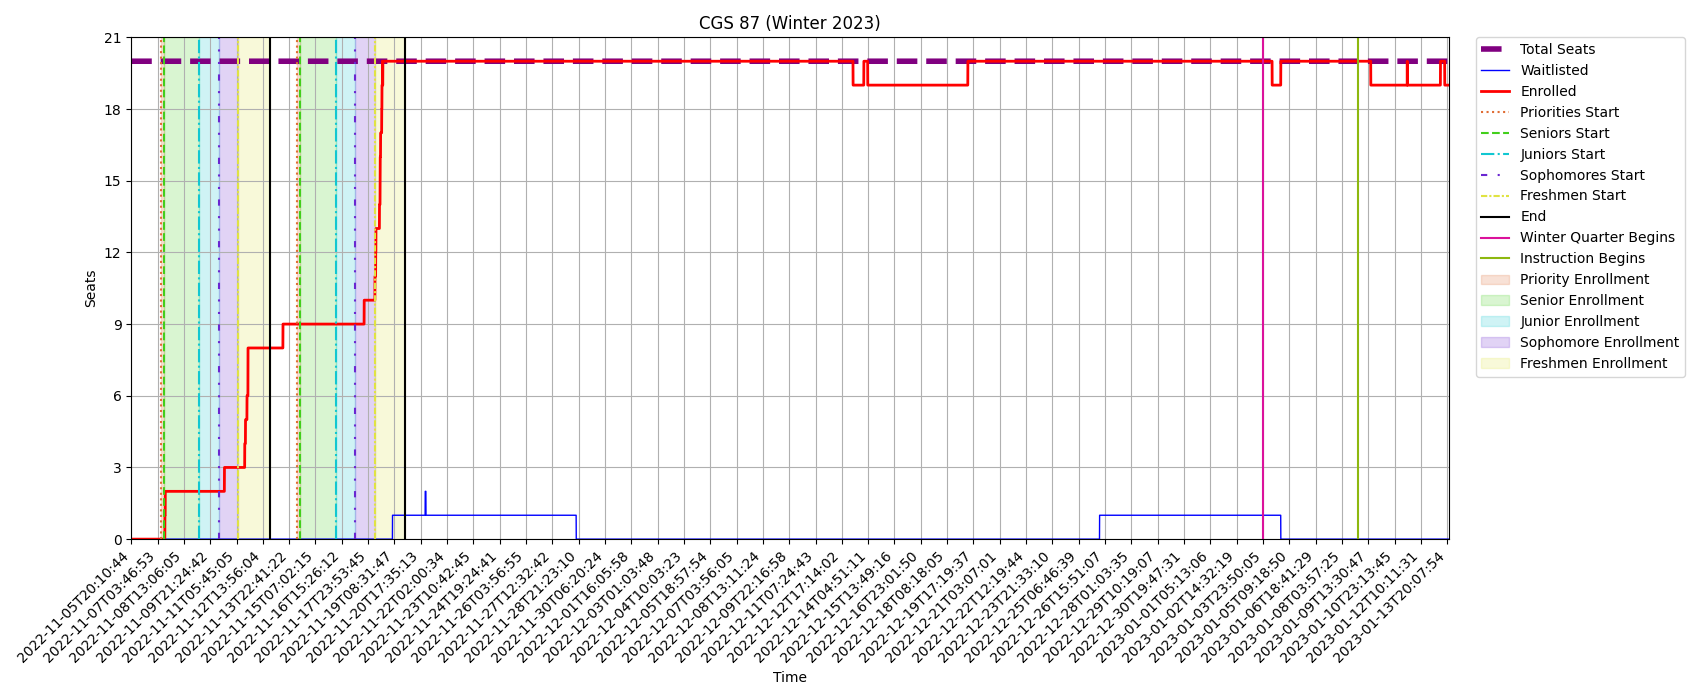 CGS 87 (Winter 2023)
Seats
21
18
15
12
9
6
3
0
2022-11-05T20:10:44
2022-11-07T03:46:53
2022-11-08T13:06:05
2022-11-09T21:24:42
2022-11-11T05:45:05
2022-11-12T13:56:04
2022-11-13T22:41:22
2022-11-15T07:02:15
2022-11-16T15:26:12
2022-11-17T23:53:45
2022-11-19T08:31:47
2022-11-20T17:35:13
2022-11-22T02:00:34
2022-11-23T10:42:45
2022-11-24T19:24:41
2022-11-26T03:56:55
2022-11-27T12:32:42
2022-11-28T21:23:10
2022-11-30T06:20:24
2022-12-01T16:05:58
2022-12-03T01:03:48
2022-12-04T10:03:23
2022-12-05T18:57:54
2022-12-07T03:56:05
2022-12-08T13:11:24
2022-12-09T22:16:58
2022-12-11T07:24:43
2022-12-12T17:14:02
2022-12-14T04:51:11
2022-12-15T13:49:16
2022-12-16T23:01:50
2022-12-18T08:18:05
2022-12-19T17:19:37
2022-12-21T03:07:01
2022-12-22T12:19:44
2022-12-23T21:33:10
2022-12-25T06:46:39
2022-12-26T15:51:07
2022-12-28T01:03:35
2022-12-29T10:19:07
2022-12-30T19:47:31
2023-01-01T05:13:06
2023-01-02T14:32:19
2023-01-03T23:50:05
2023-01-05T09:18:50
2023-01-06T18:41:29
2023-01-08T03:57:25
2023-01-09T13:30:47
2023-01-10T23:13:45
2023-01-12T10:11:31
2023-01-13T20:07:54
Time
Total Seats
Waitlisted
Enrolled
Priorities Start
Seniors Start
Juniors Start
Sophomores Start
Freshmen Start
End
Winter Quarter Begins
Instruction Begins
Priority Enrollment
Senior Enrollment
Junior Enrollment
Sophomore Enrollment
Freshmen Enrollment